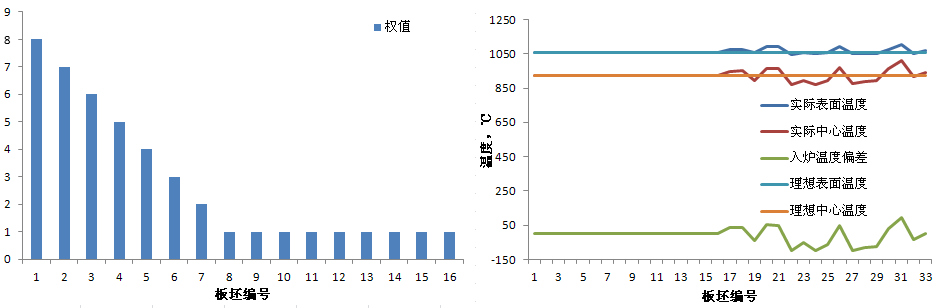 9
8
7
6
5
4
3
2
1
0
1 2 3 4 5 6 7 8 9 10 11 12 13 14 15 16
板坯编号
权值
1250
1050
850
650
450
250
50
-150
温度，℃
1 3 5 7 9 11 13 15 17 19 21 23 25 27 29 31 33
板坯编号
实际表面温度
实际中心温度
入炉温度偏差
理想表面温度
理想中心温度